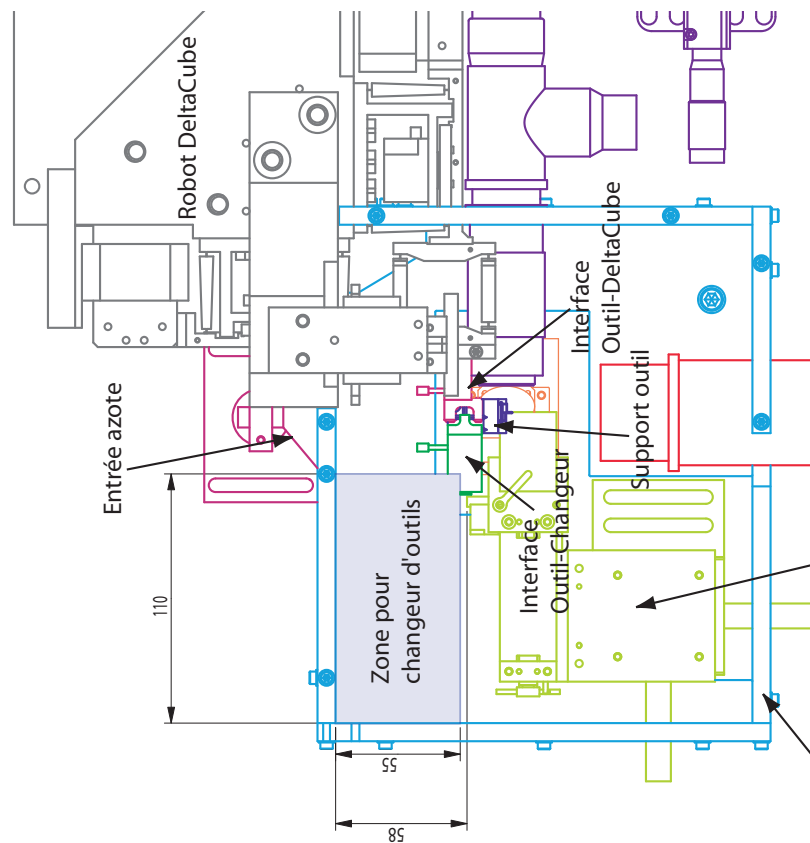 Robot DeltaCube
Entrée azote
Interface
Outil-DeltaCube
Support outil
Interface
Outil-Changeur
Zone pour
changeur d'outils
110
55
58